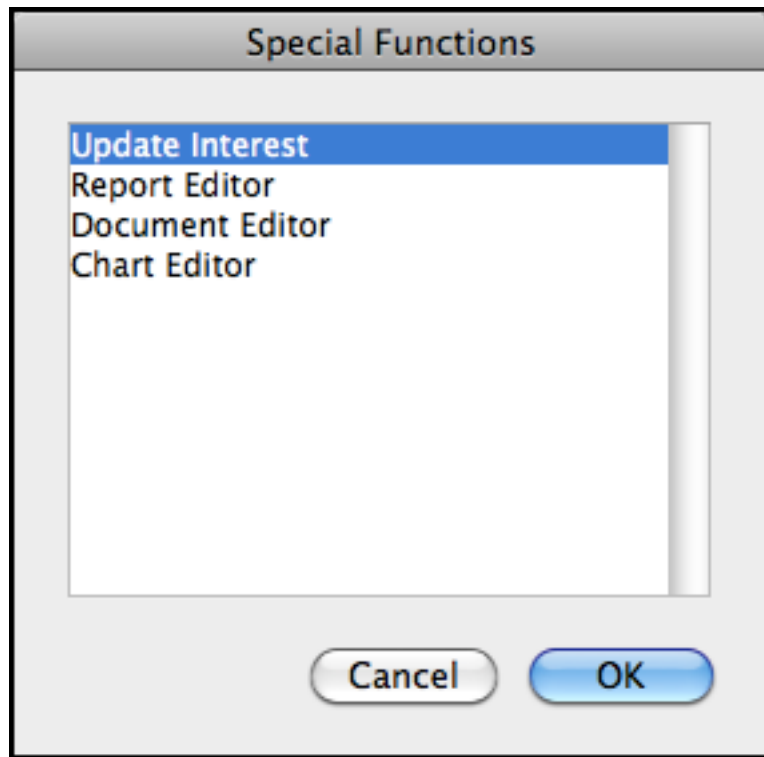 Special Functions
Update Interest
Report Editor
Document Editor
Chart Editor
Cancel OK